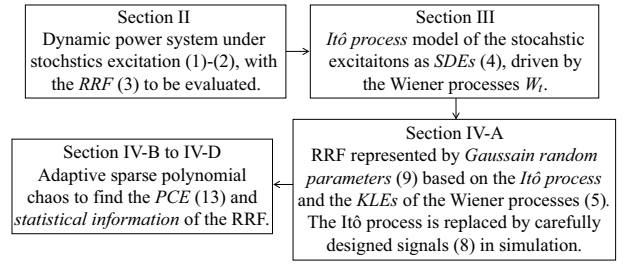 Section II
Dynamic power system under
stochstics excitation (1)-(2), with
the RRF (3) to be evaluated.
Section III
Itô process model of the stocahstic
excitaitons as SDEs (4), driven by
the Wiener processes Wt.
Section IV-A
RRF represented by Gaussain random
parameters (9) based on the Itô process
and the KLEs of the Wiener processes (5).
The Itô process is replaced by carefully
designed signals (8) in simulation.
Section IV-B to IV-D
Adaptive sparse polynomial
chaos to find the PCE (13) and
statistical information of the RRF.